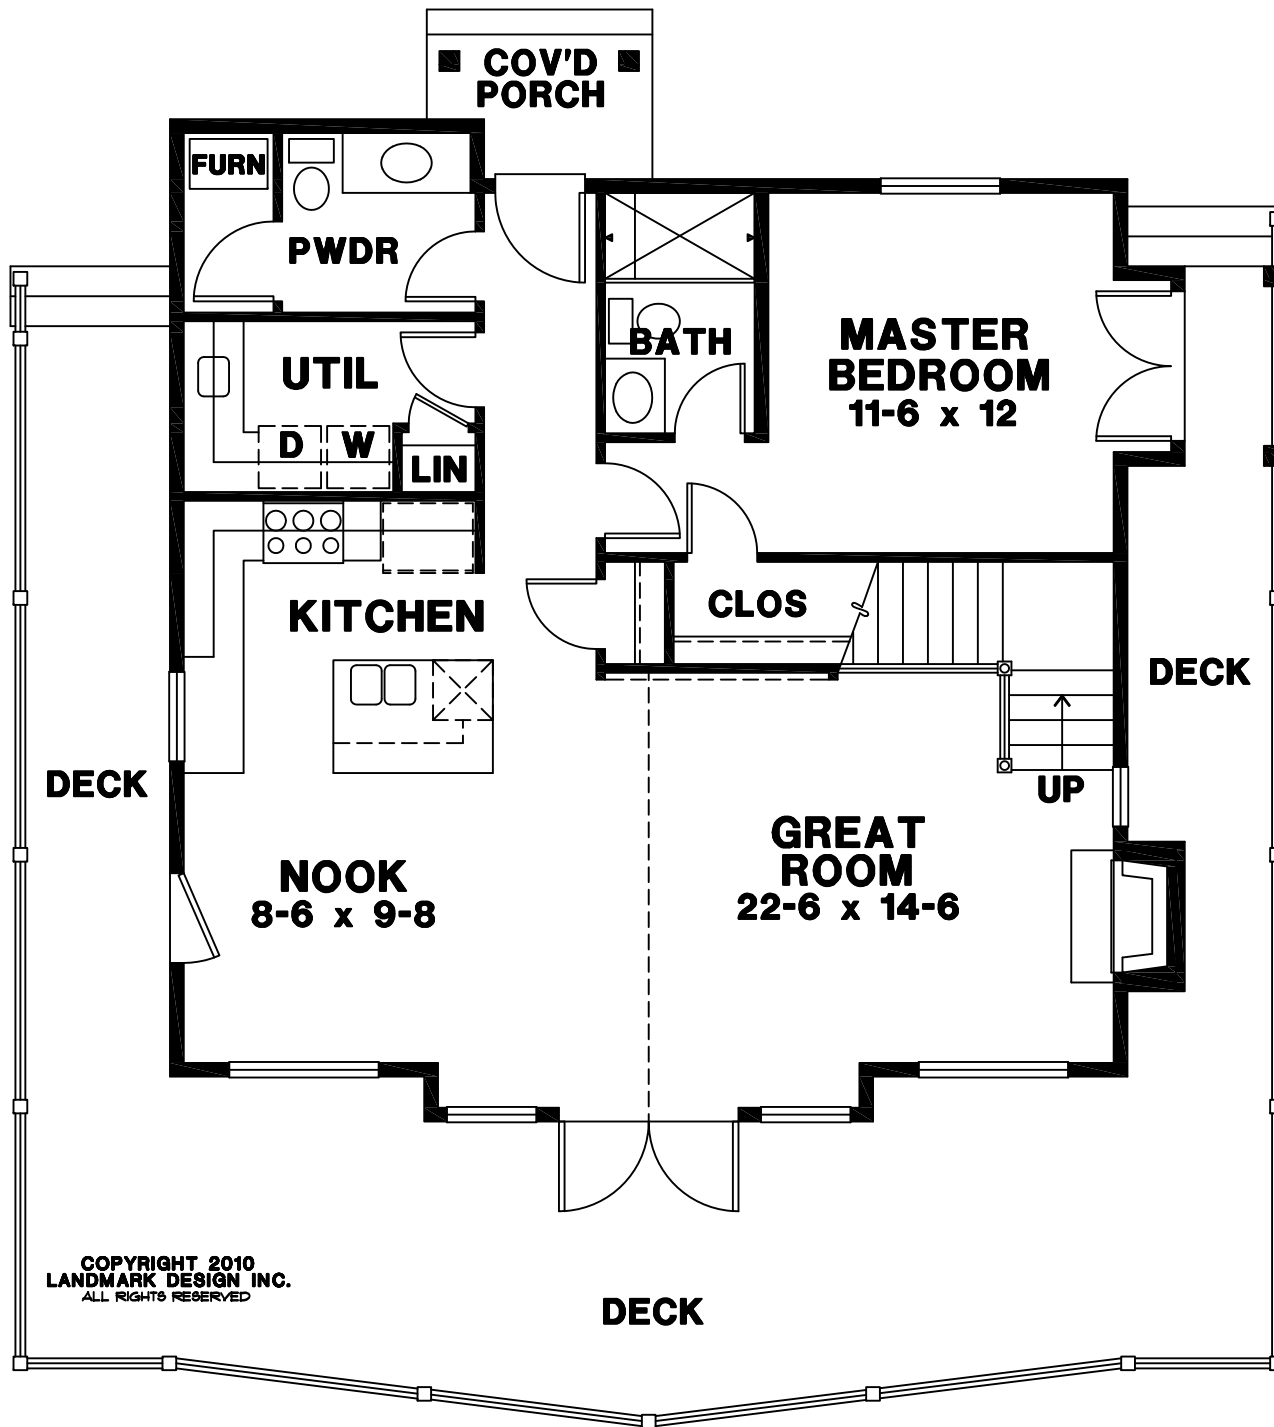 COV'D
PORCH
FURN
PWDR
UTIL
BATH
MASTER
BEDROOM
11-6 x 12
D
W
LIN
KITCHEN
CLOS
DECK
DECK
UP
GREAT
ROOM
22-6 x 14-6
NOOK
8-6 x 9-8
COPYRIGHT 2010
LANDMARK DESIGN INC.
ALL RIGHTS RESERVED
DECK